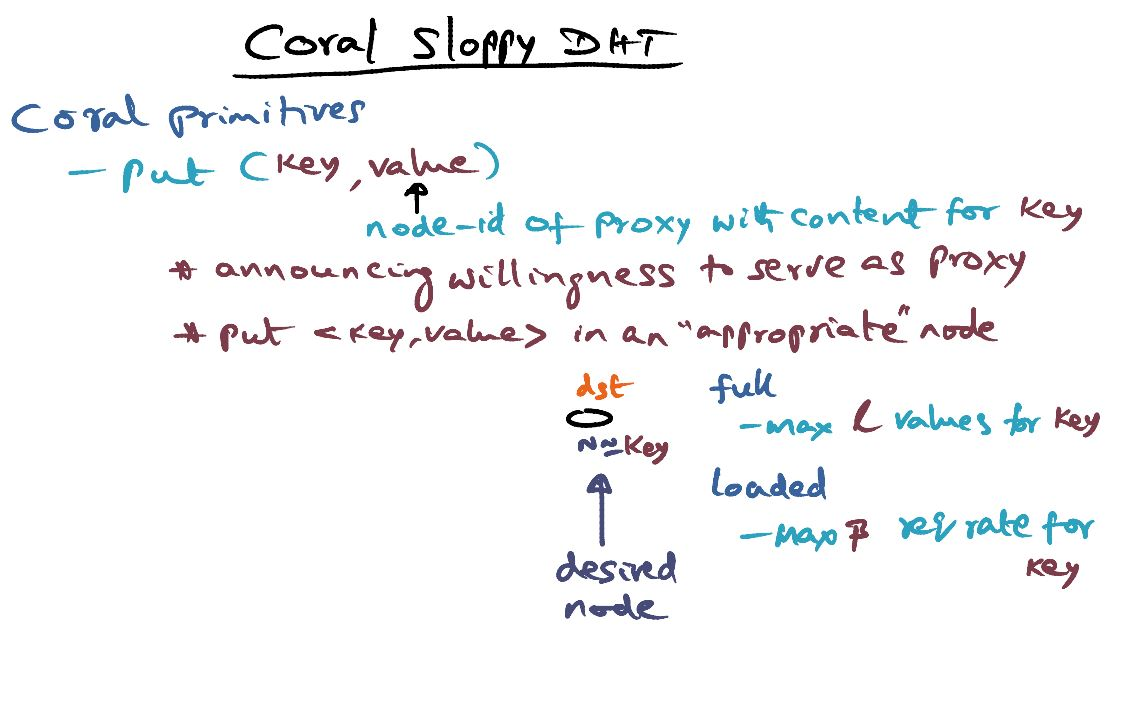 Coral Sloppy DHT
Coral primitives
- put (key, value)
↑
node-id of proxy with content for key
* announcing willingness to serve as proxy
* put <key, value> in an "appropriate" node
dst
N≈key
desired
node
full
- max l values for key
loaded
- max β req rate for
key